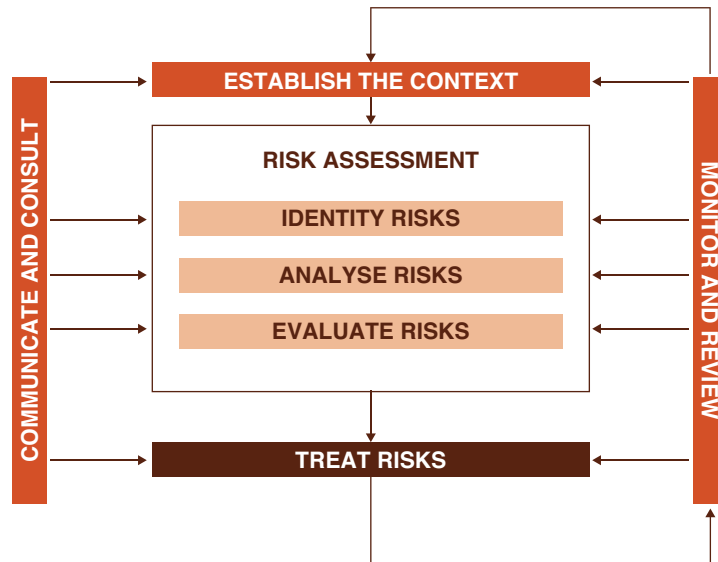 ESTABLISH THE CONTEXT
COMMUNICATE AND CONSULT
RISK ASSESSMENT
IDENTITY RISKS
ANALYSE RISKS
EVALUATE RISKS
MONITOR AND REVIEW
TREAT RISKS